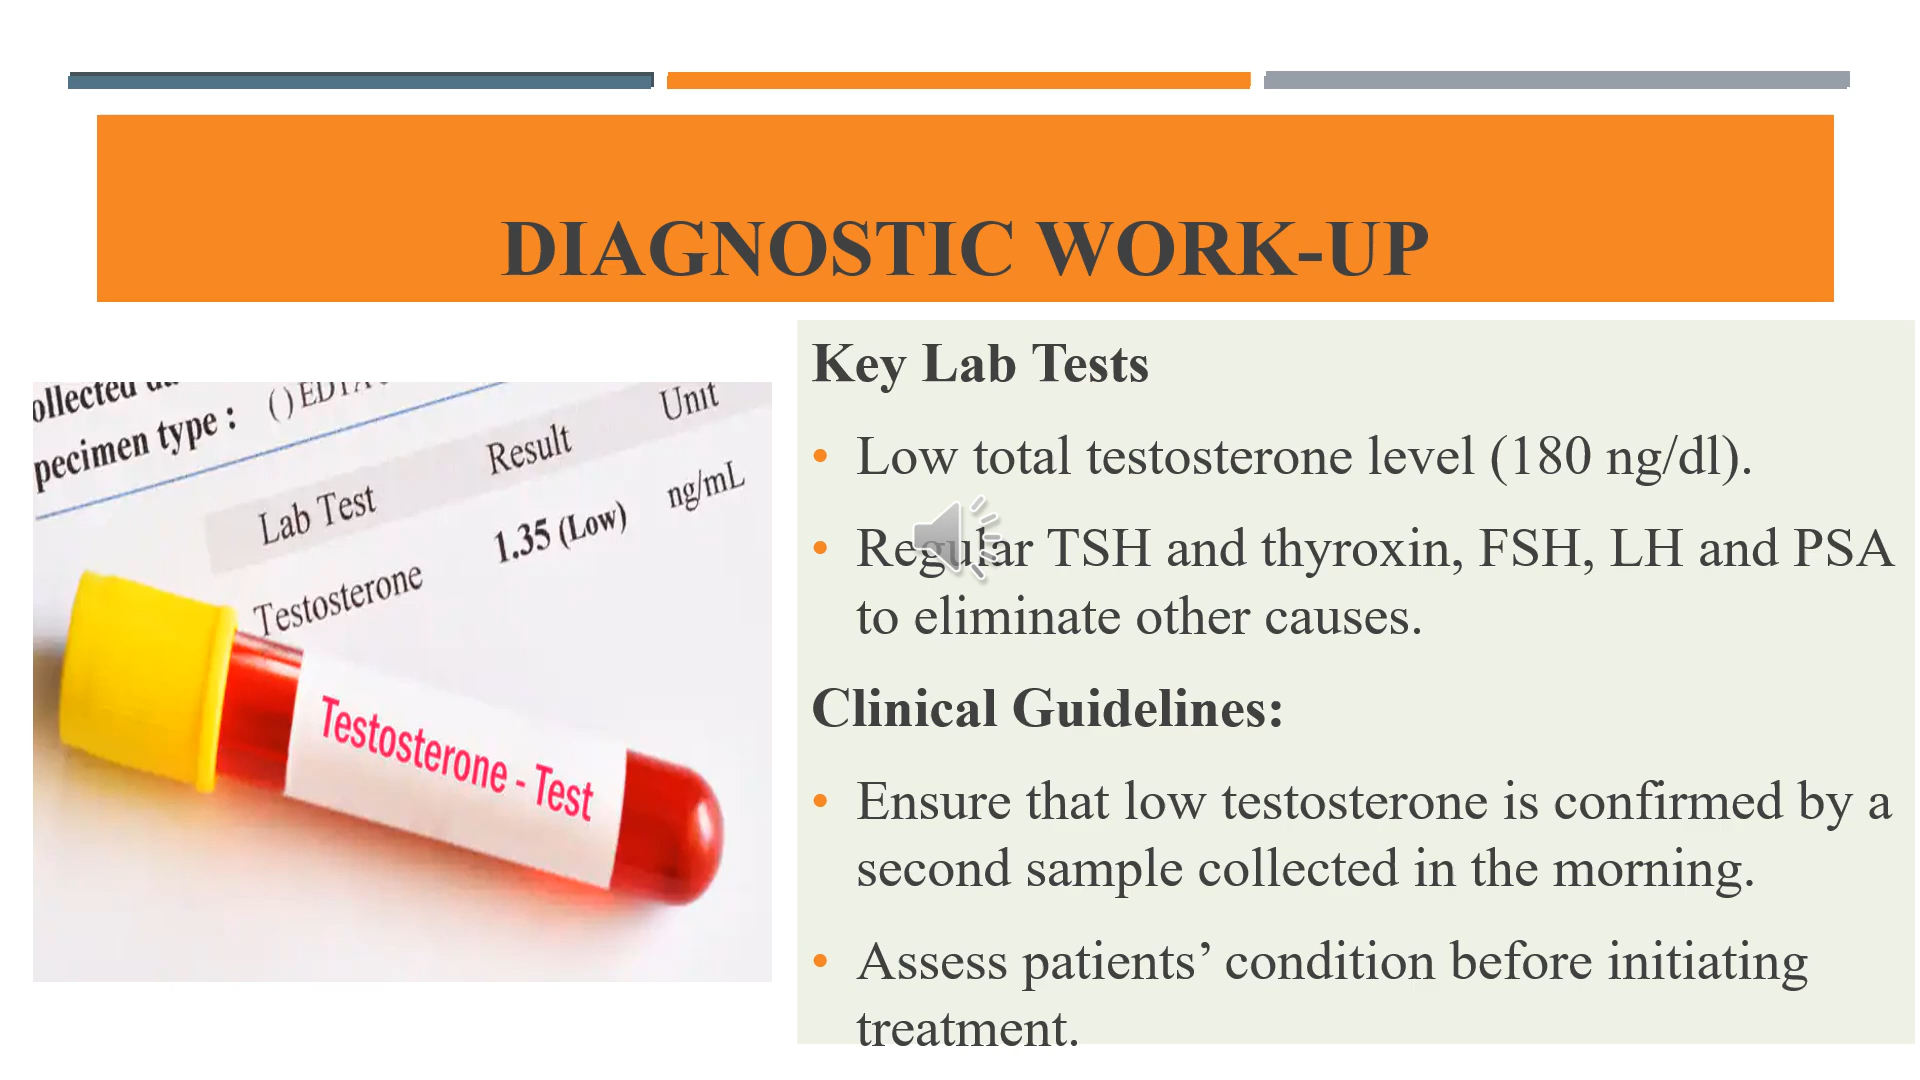 DIAGNOSTIC WORK-UP
ollected
pecimen type : ( ) EDTA
Lab Test Result Unit
Testosterone 1.35 (Low) ng/mL
Testosterone - Test
Key Lab Tests
• Low total testosterone level (180 ng/dl).
• Regular TSH and thyroxin, FSH, LH and PSA
to eliminate other causes.
Clinical Guidelines:
• Ensure that low testosterone is confirmed by a
second sample collected in the morning.
• Assess patients’ condition before initiating
treatment.